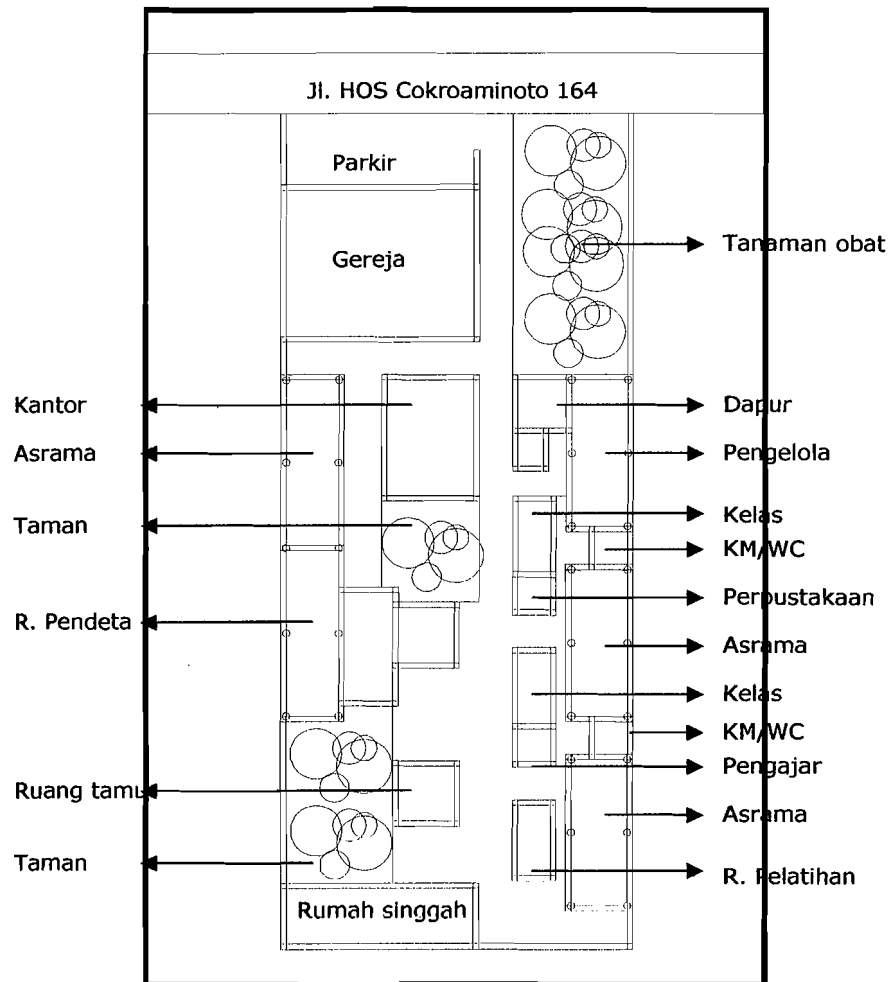 Jl. HOS Cokroaminoto 164
Parkir
Gereja
Tanaman obat
Kantor
Asrama
Taman
R. Pendeta
Ruang tamu
Taman
Dapur
Pengelola
Kelas
KM/WC
Perpustakaan
Asrama
Kelas
KM/WC
Pengajar
Asrama
R. Pelatihan
Rumah singgah